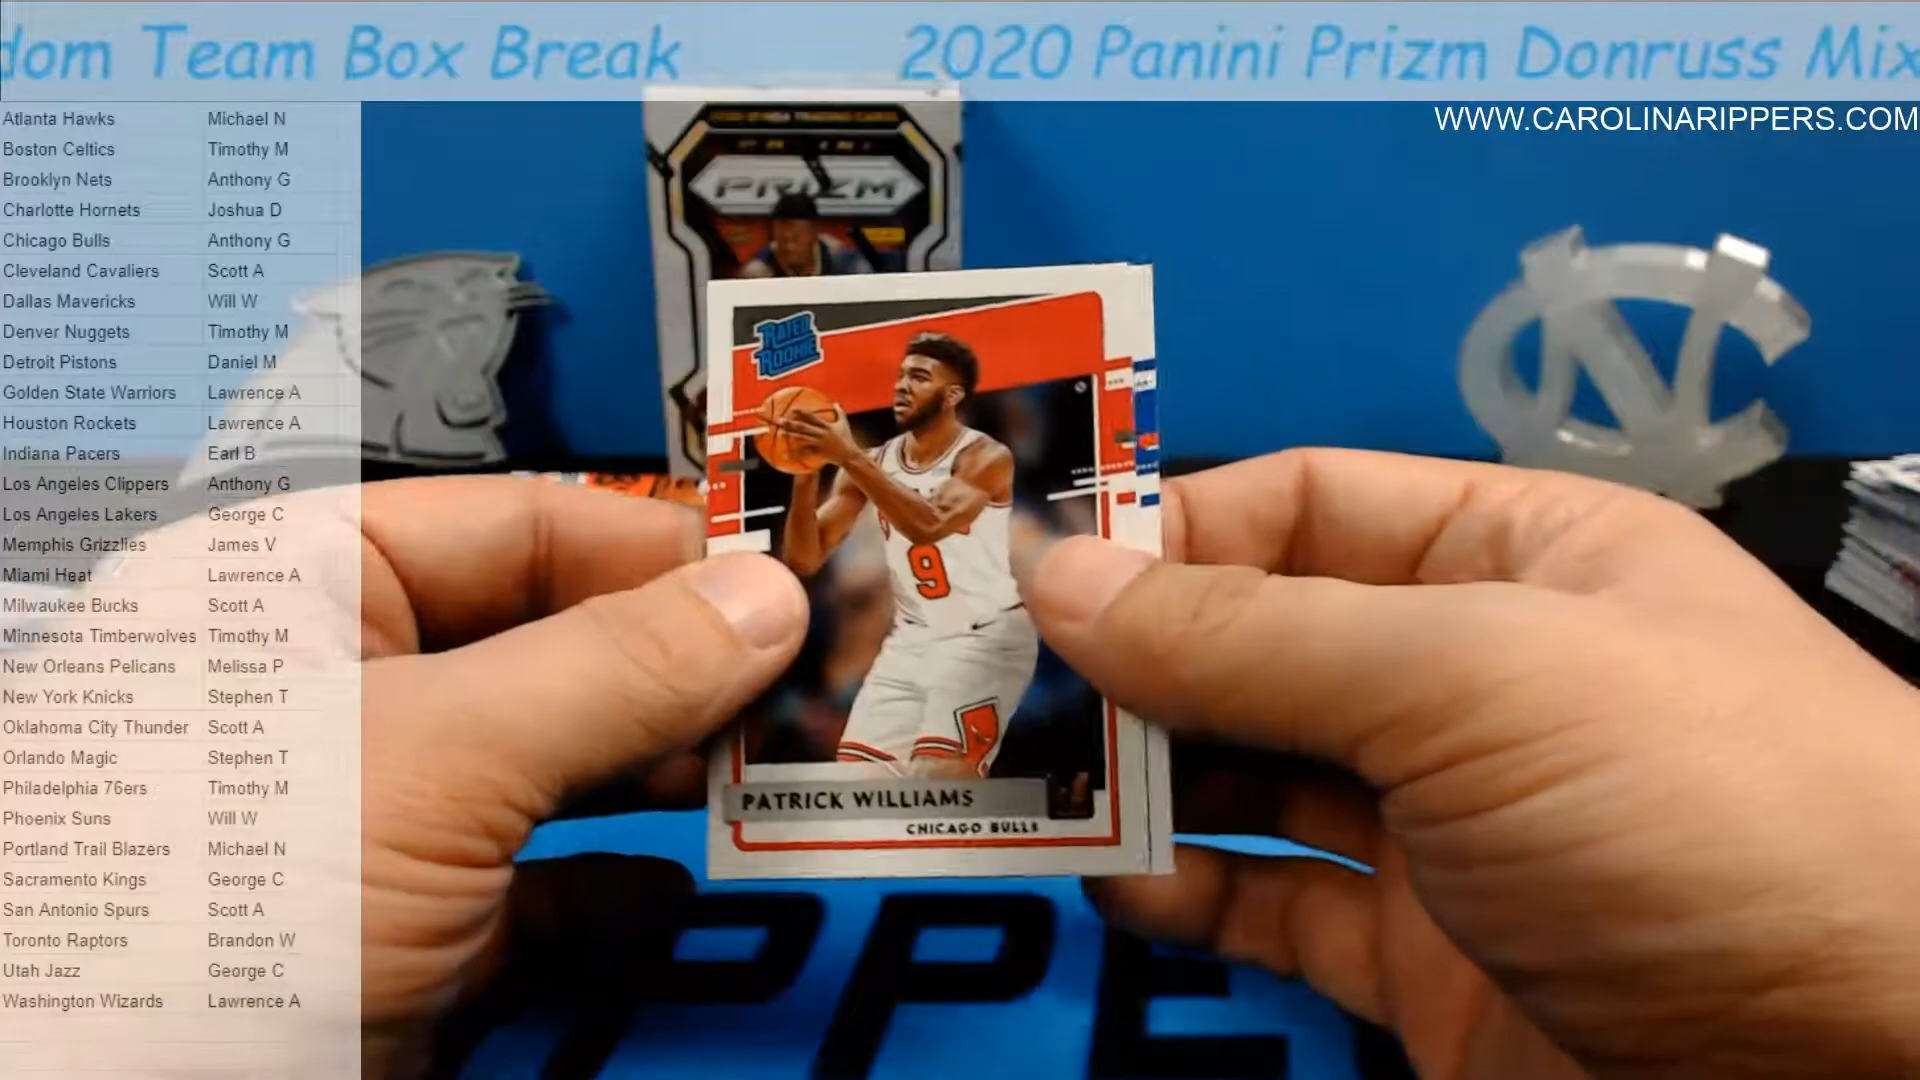 dom Team Box Break 2020 Panini Prizm Donruss Mix
WWW.CAROLINARIPPERS.COM
Atlanta Hawks Michael N
Boston Celtics Timothy M
Brooklyn Nets Anthony G
Charlotte Hornets Joshua D
Chicago Bulls Anthony G
Cleveland Cavaliers Scott A
Dallas Mavericks Will W
Denver Nuggets Timothy M
Detroit Pistons Daniel M
Golden State Warriors Lawrence A
Houston Rockets Lawrence A
Indiana Pacers Earl B
Los Angeles Clippers Anthony G
Los Angeles Lakers George C
Memphis Grizzlies James V
Miami Heat Lawrence A
Milwaukee Bucks Scott A
Minnesota Timberwolves Timothy M
New Orleans Pelicans Melissa P
New York Knicks Stephen T
Oklahoma City Thunder Scott A
Orlando Magic Stephen T
Philadelphia 76ers Timothy M
Phoenix Suns Will W
Portland Trail Blazers Michael N
Sacramento Kings George C
San Antonio Spurs Scott A
Toronto Raptors Brandon W
Utah Jazz George C
Washington Wizards Lawrence A
PRIZM
RATED
ROOKIE
9
PATRICK WILLIAMS
CHICAGO BULLS
NC
PPE